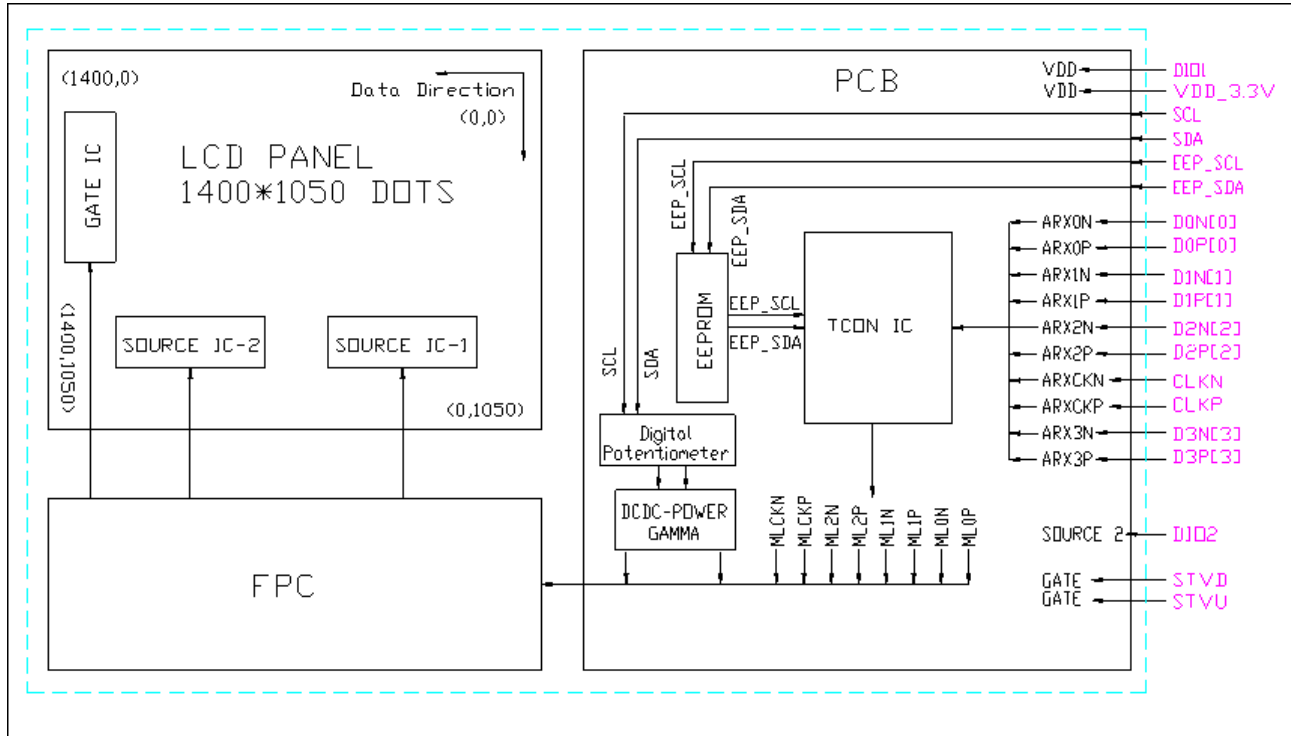 (1400,0)
Data Direction
(0,0)
GATE IC
LCD PANEL
1400*1050 DOTS
(1400,1050)
SOURCE IC-2
SOURCE IC-1
(0,1050)
FPC
PCB
VDD
DIO1
VDD
VDD_3.3V
SCL
SDA
EEP_SCL
EEP_SDA
EEP_SCL
EEP_SDA
EEPROM
EEP_SCL
EEP_SDA
TCON IC
SCL
SDA
Digital
Potentiometer
DCDC-POWER
GAMMA
ARX0N
D0N[0]
ARX0P
D0P[0]
ARX1N
D1N[1]
ARX1P
D1P[1]
ARX2N
D2N[2]
ARX2P
D2P[2]
ARXCKN
CLKN
ARXCKP
CLKP
ARX3N
D3N[3]
ARX3P
D3P[3]
MLCKN
MLCKP
ML2N
ML2P
ML1N
ML1P
ML0N
ML0P
SOURCE 2
DIO2
GATE
STVD
GATE
STVU